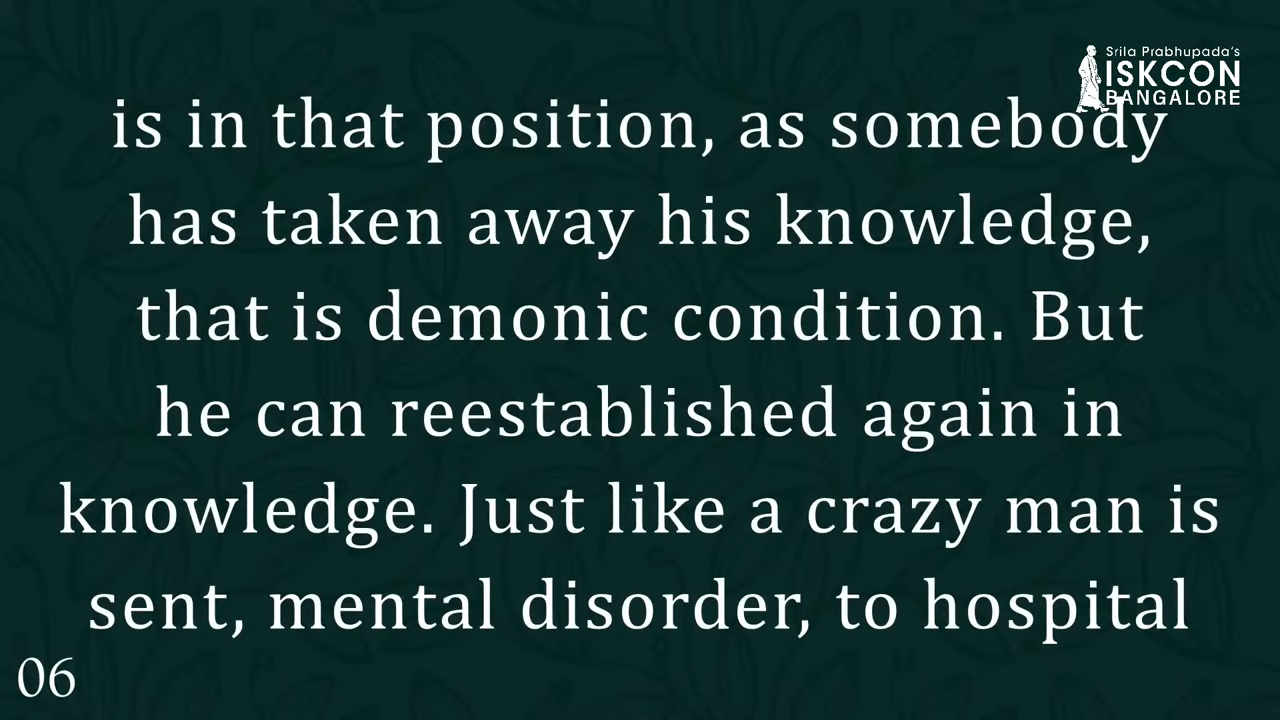 Srila Prabhupada's
ISKCON
BANGALORE
is in that position, as somebody
has taken away his knowledge,
that is demonic condition. But
he can reestablished again in
knowledge. Just like a crazy man is
sent, mental disorder, to hospital
06